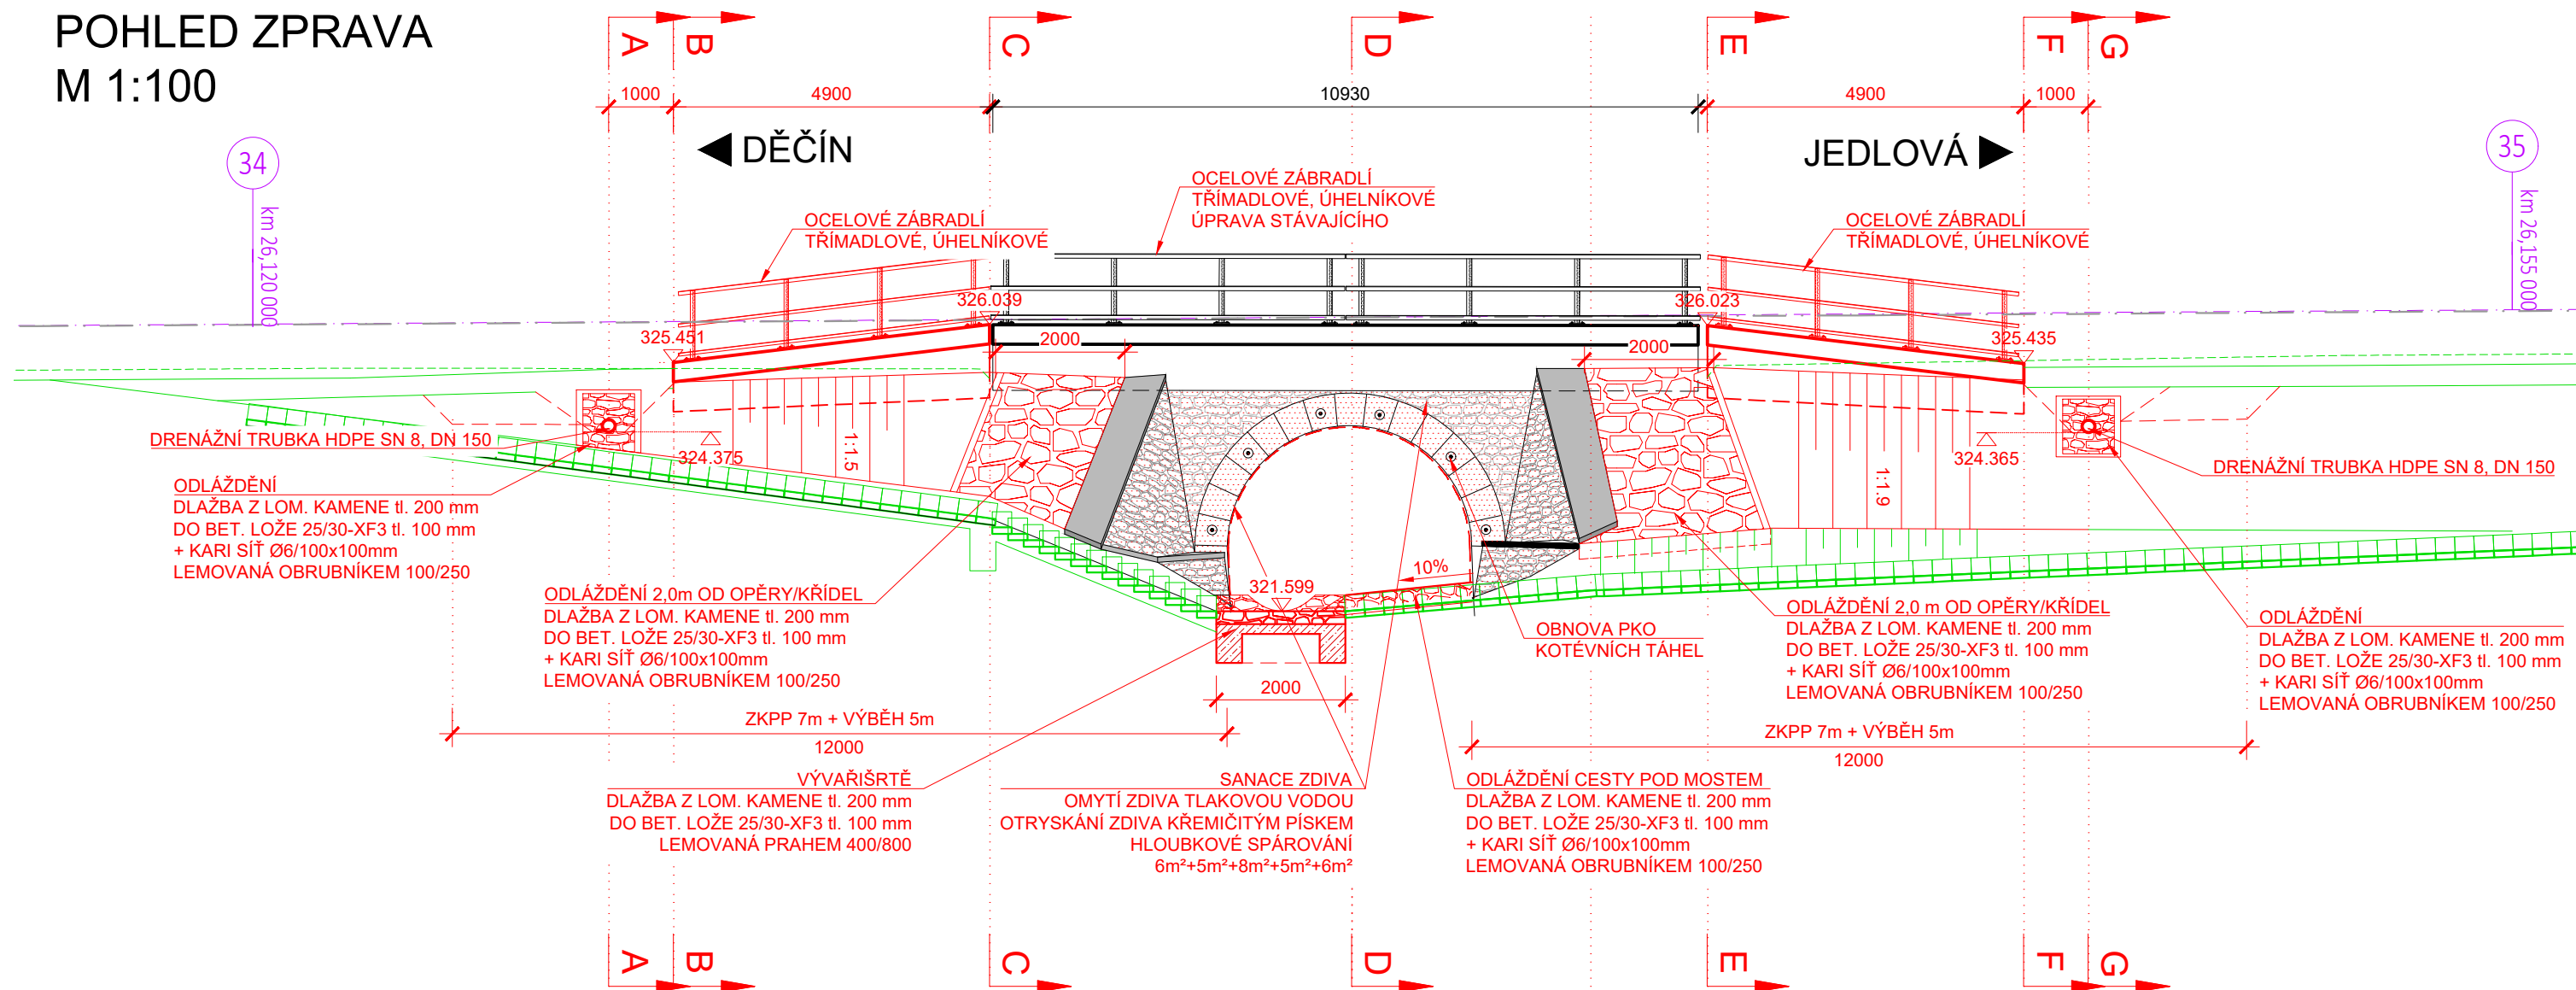 POHLED ZPRAVA
M 1:100
A
B
C
D
E
F
G
1000
4900
10930
4900
1000
DĚČÍN
JEDLOVÁ
34
km 26,120 000
35
km 26,155 000
OCELOVÉ ZÁBRADLÍ
TŘÍMADLOVÉ, ÚHELNÍKOVÉ
OCELOVÉ ZÁBRADLÍ
TŘÍMADLOVÉ, ÚHELNÍKOVÉ
ÚPRAVA STÁVAJÍCÍHO
OCELOVÉ ZÁBRADLÍ
TŘÍMADLOVÉ, ÚHELNÍKOVÉ
326.039
326.023
325.451
325.435
2000
2000
DRENÁŽNÍ TRUBKA HDPE SN 8, DN 150
324.375
1:1.5
324.365
1:1.9
DRENÁŽNÍ TRUBKA HDPE SN 8, DN 150
ODLÁŽDĚNÍ
DLAŽBA Z LOM. KAMENE tl. 200 mm
DO BET. LOŽE 25/30-XF3 tl. 100 mm
+ KARI SÍŤ Ø6/100x100mm
LEMOVANÁ OBRUBNÍKEM 100/250
10%
321.599
ODLÁŽDĚNÍ 2,0m OD OPĚRY/KŘÍDEL
DLAŽBA Z LOM. KAMENE tl. 200 mm
DO BET. LOŽE 25/30-XF3 tl. 100 mm
+ KARI SÍŤ Ø6/100x100mm
LEMOVANÁ OBRUBNÍKEM 100/250
OBNOVA PKO
KOTÉVNÍCH TÁHEL
ODLÁŽDĚNÍ 2,0 m OD OPĚRY/KŘÍDEL
DLAŽBA Z LOM. KAMENE tl. 200 mm
DO BET. LOŽE 25/30-XF3 tl. 100 mm
+ KARI SÍŤ Ø6/100x100mm
LEMOVANÁ OBRUBNÍKEM 100/250
ODLÁŽDĚNÍ
DLAŽBA Z LOM. KAMENE tl. 200 mm
DO BET. LOŽE 25/30-XF3 tl. 100 mm
+ KARI SÍŤ Ø6/100x100mm
LEMOVANÁ OBRUBNÍKEM 100/250
2000
ZKPP 7m + VÝBĚH 5m
12000
ZKPP 7m + VÝBĚH 5m
12000
VÝVAŘIŠRTĚ
DLAŽBA Z LOM. KAMENE tl. 200 mm
DO BET. LOŽE 25/30-XF3 tl. 100 mm
LEMOVANÁ PRAHEM 400/800
SANACE ZDIVA
OMYTÍ ZDIVA TLAKOVOU VODOU
OTRYSKÁNÍ ZDIVA KŘEMIČITÝM PÍSKEM
HLOUBKOVÉ SPÁROVÁNÍ
6m²+5m²+8m²+5m²+6m²
ODLÁŽDĚNÍ CESTY POD MOSTEM
DLAŽBA Z LOM. KAMENE tl. 200 mm
DO BET. LOŽE 25/30-XF3 tl. 100 mm
+ KARI SÍŤ Ø6/100x100mm
LEMOVANÁ OBRUBNÍKEM 100/250
A
B
C
D
E
F
G